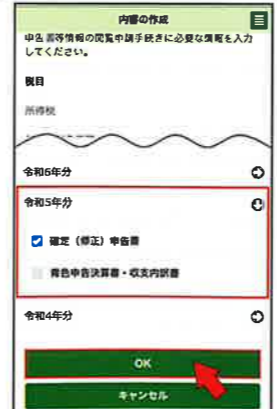 内容の作成
申告書等情報の閲覧申請手続きに必要な情報を入力
してください。
税目
所得税
令和6年分
令和5年分
確定（修正）申告書
青色申告決算書・収支内訳書
令和4年分
OK
キャンセル